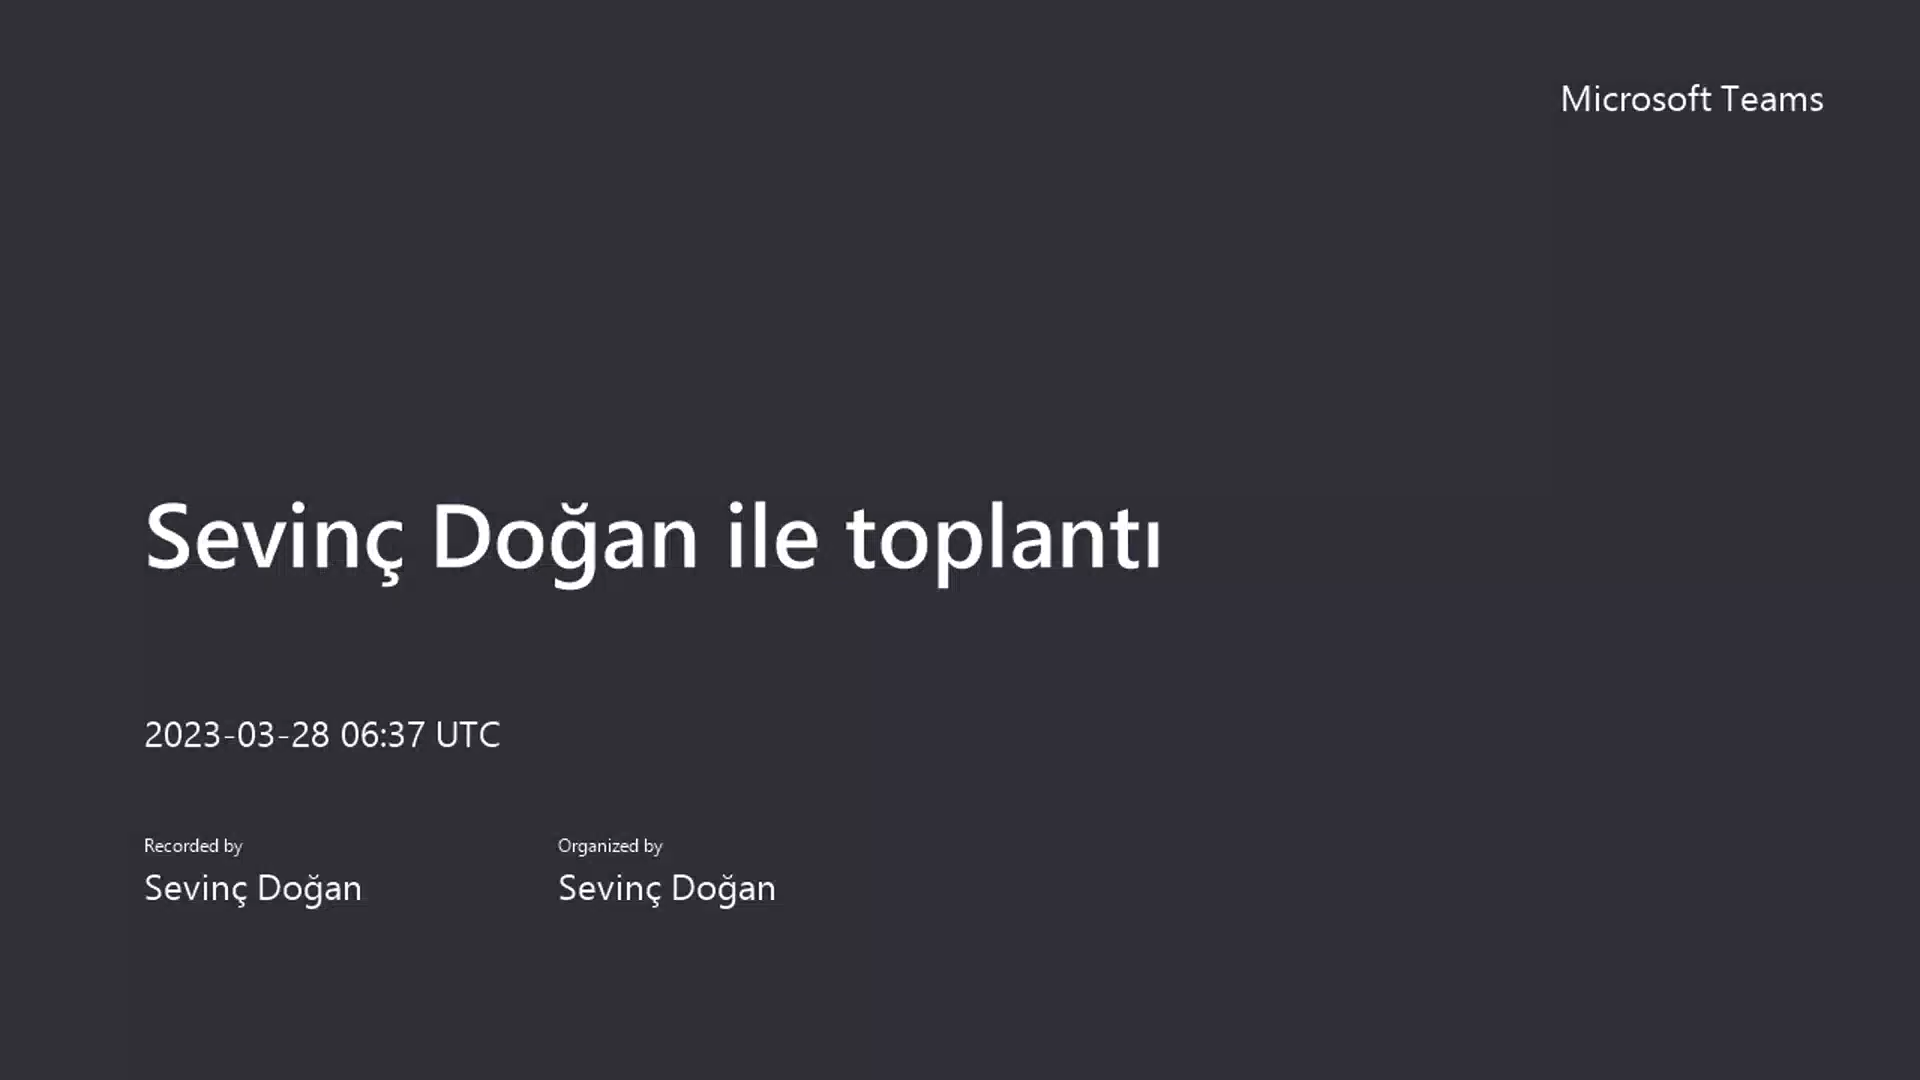 Microsoft Teams
Sevinç Doğan ile toplantı
2023-03-28 06:37 UTC
Recorded by
Sevinç Doğan
Organized by
Sevinç Doğan